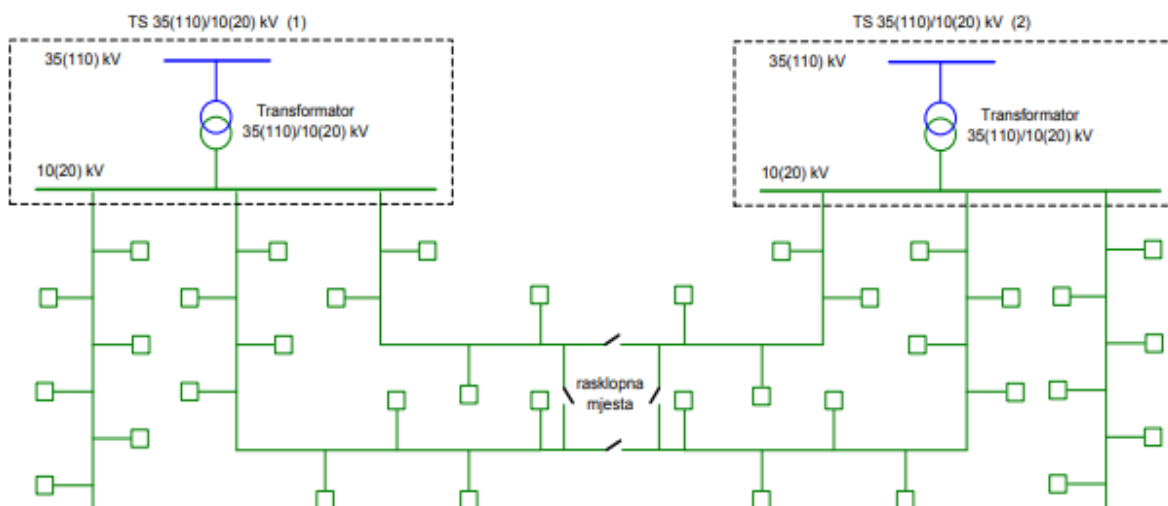 TS 35(110)/10(20) kV (1)
TS 35(110)/10(20) kV (2)
35(110) kV
Transformator
35(110)/10(20) kV
10(20) kV
35(110) kV
Transformator
35(110)/10(20) kV
10(20) kV
rasklopna
mjesta